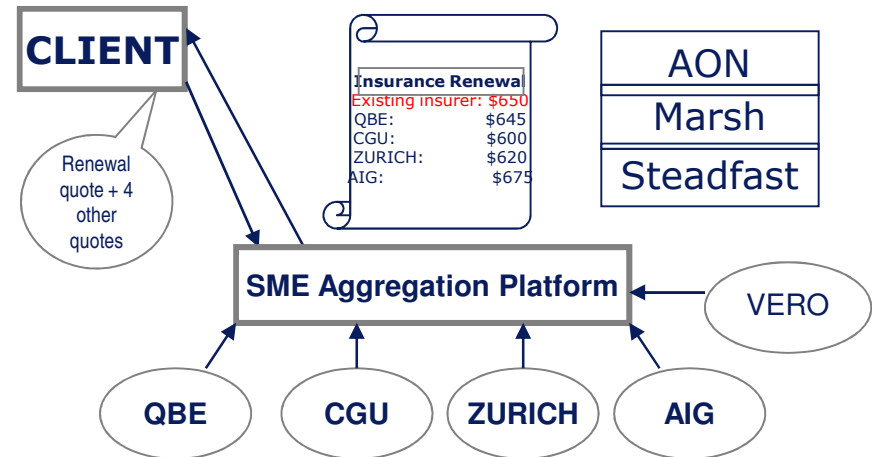 CLIENT
Renewal
quote + 4
other
quotes
Insurance Renewal
Existing insurer: $650
QBE: $645
CGU: $600
ZURICH: $620
AIG: $675
AON
Marsh
Steadfast
SME Aggregation Platform
VERO
QBE
CGU
ZURICH
AIG